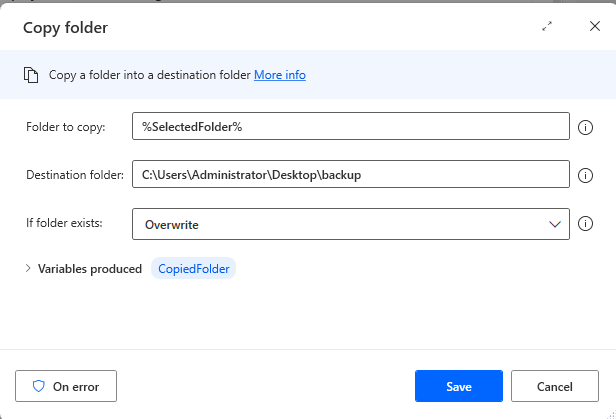 Copy folder
Copy a folder into a destination folder More info
Folder to copy: %SelectedFolder%
Destination folder: C:\Users\Administrator\Desktop\backup
If folder exists: Overwrite
Variables produced CopiedFolder
On error Save Cancel